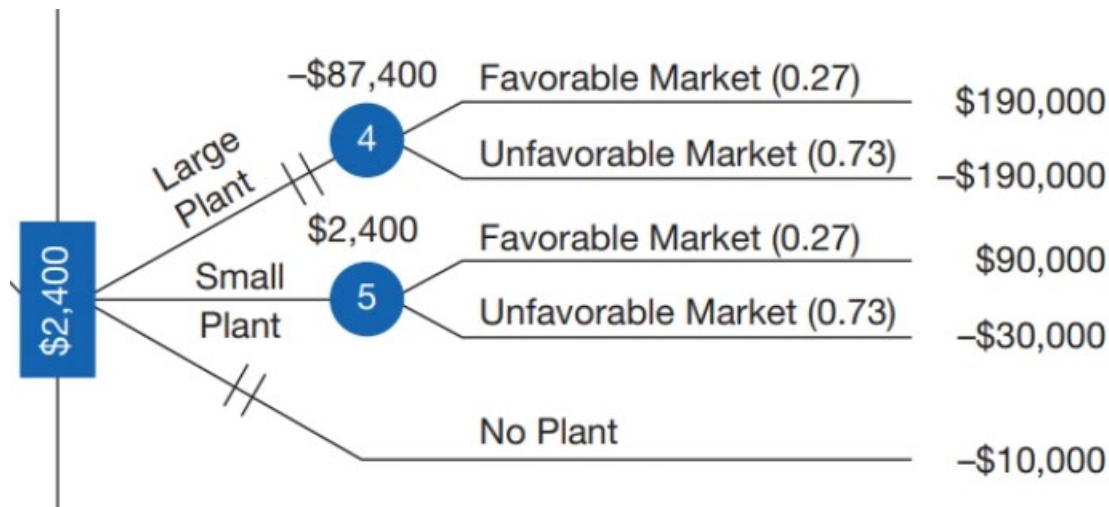 –$87,400
Favorable Market (0.27)
$190,000
4
Large
Plant
Unfavorable Market (0.73)
–$190,000
$2,400
$2,400
Favorable Market (0.27)
$90,000
Small
5
Plant
Unfavorable Market (0.73)
–$30,000
No Plant
–$10,000